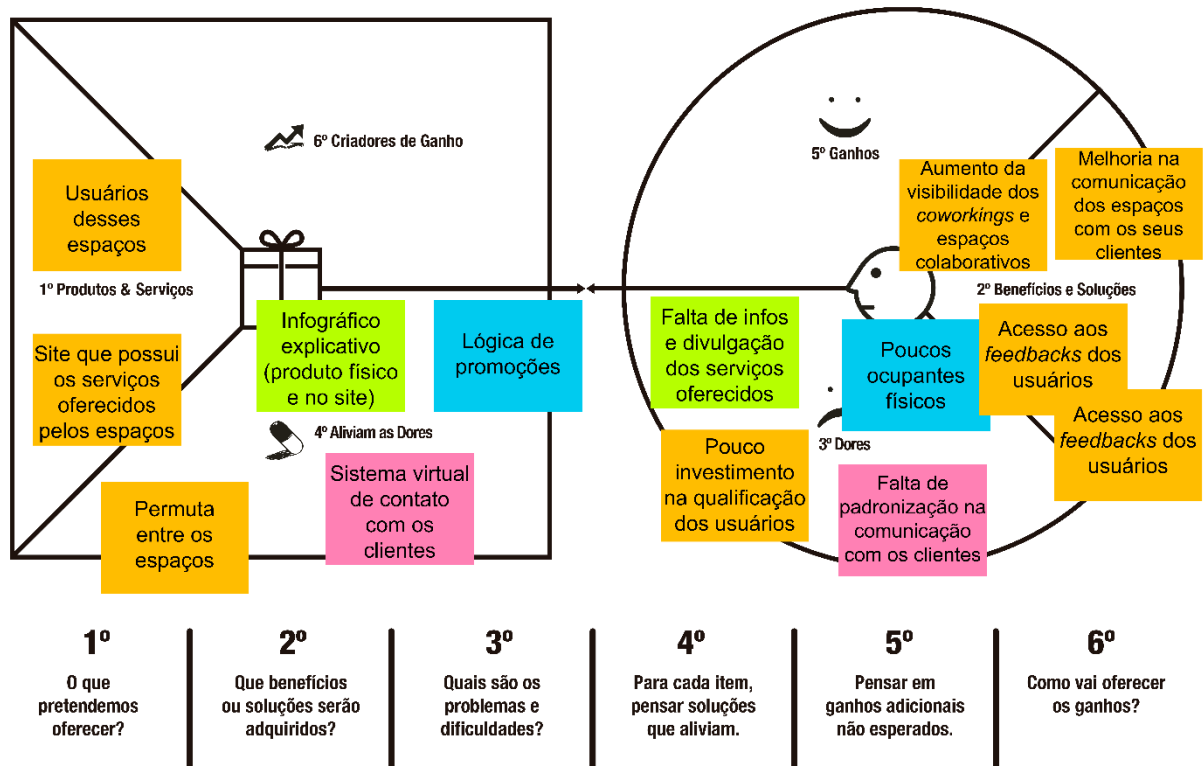 6º Criadores de Ganho
Usuários
desses
espaços
1º Produtos & Serviços
Site que possui
os serviços
oferecidos
pelos espaços
Infográfico
explicativo
(produto físico
e no site)
Lógica de
promoções
4º Aliviam as Dores
Permuta
entre os
espaços
Sistema virtual
de contato
com os
clientes
5º Ganhos
Aumento da
visibilidade dos
coworkings e
espaços
colaborativos
Melhoria na
comunicação
dos espaços
com os seus
clientes
2º Benefícios e Soluções
Falta de infos
e divulgação
dos serviços
oferecidos
Poucos
ocupantes
físicos
Acesso aos
feedbacks dos
usuários
Acesso aos
feedbacks dos
usuários
3º Dores
Pouco
investimento
na qualificação
dos usuários
Falta de
padronização na
comunicação
com os clientes
1º
O que
pretendemos
oferecer?
2º
Que benefícios
ou soluções serão
adquiridos?
3º
Quais são os
problemas e
dificuldades?
4º
Para cada item,
pensar soluções
que aliviam.
5º
Pensar em
ganhos adicionais
não esperados.
6º
Como vai oferecer
os ganhos?